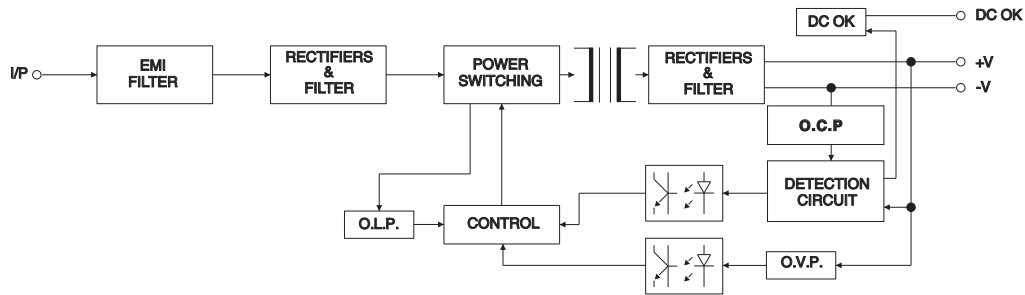 DC OK
DC OK
I/P
EMI
FILTER
RECTIFIERS
&
FILTER
POWER
SWITCHING
RECTIFIERS
&
FILTER
+V
-V
O.C.P
DETECTION
CIRCUIT
O.L.P.
CONTROL
O.V.P.